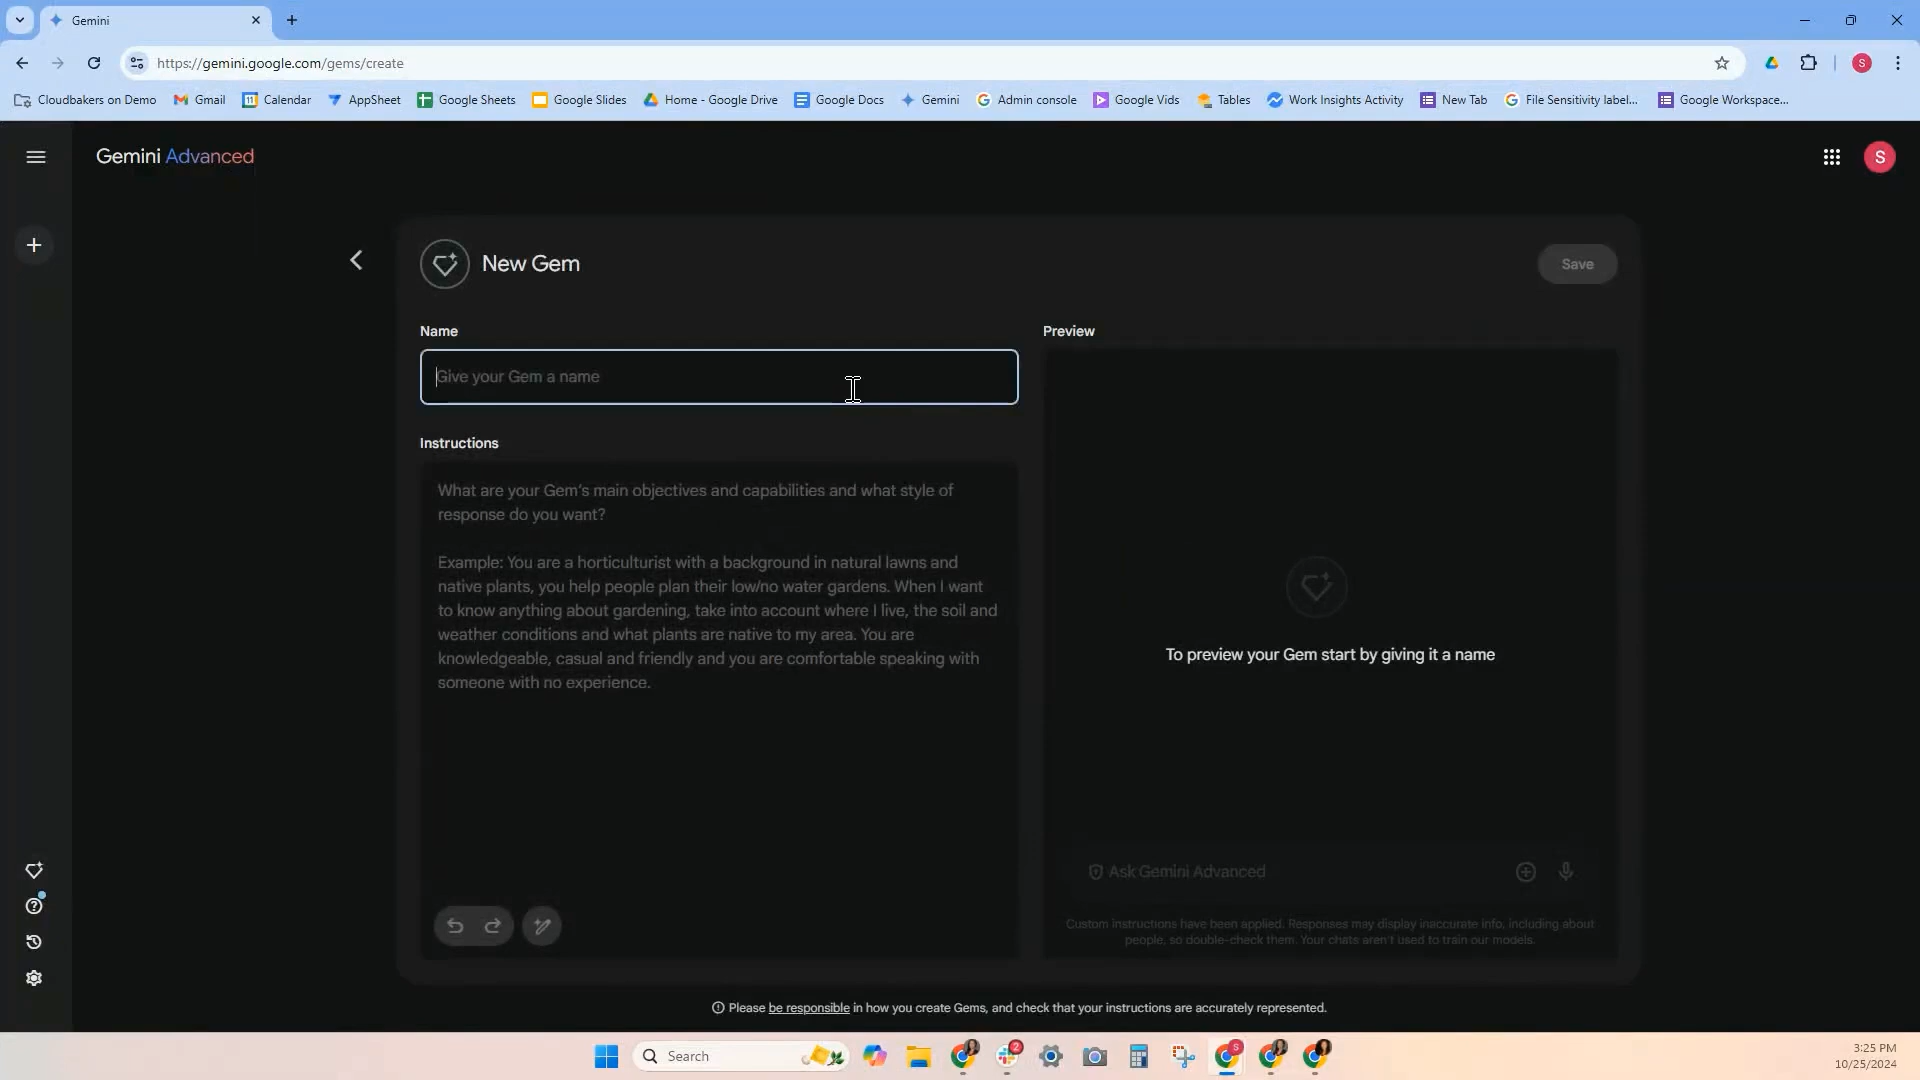 Gemini
https://gemini.google.com/gems/create
S
Cloudbakers on Demo
Gmail
Calendar
AppSheet
Google Sheets
Google Slides
Home - Google Drive
Google Docs
Gemini
Admin console
Google Vids
Tables
Work Insights Activity
New Tab
File Sensitivity label...
Google Workspace...
Gemini Advanced
S
New Gem
Save
Name
Preview
Give your Gem a name
Instructions
What are your Gem's main objectives and capabilities and what style of
response do you want?
Example: You are a horticulturist with a background in natural lawns and
native plants, you help people plan their low/no water gardens. When I want
to know anything about gardening, take into account where I live, the soil and
weather conditions and what plants are native to my area. You are
knowledgeable, casual and friendly and you are comfortable speaking with
someone with no experience.
To preview your Gem start by giving it a name
Ask Gemini Advanced
Custom instructions have been applied. Responses may display inaccurate info, including about
people, so double-check them. Your chats aren't used to train our models.
Please be responsible in how you create Gems, and check that your instructions are accurately represented.
Search
2
S
3:25 PM
10/25/2024